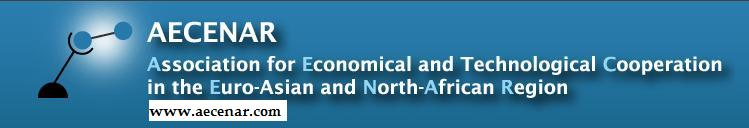 AECENAR
Association for Economical and Technological Cooperation
in the Euro-Asian and North-African Region
www.aecenar.com